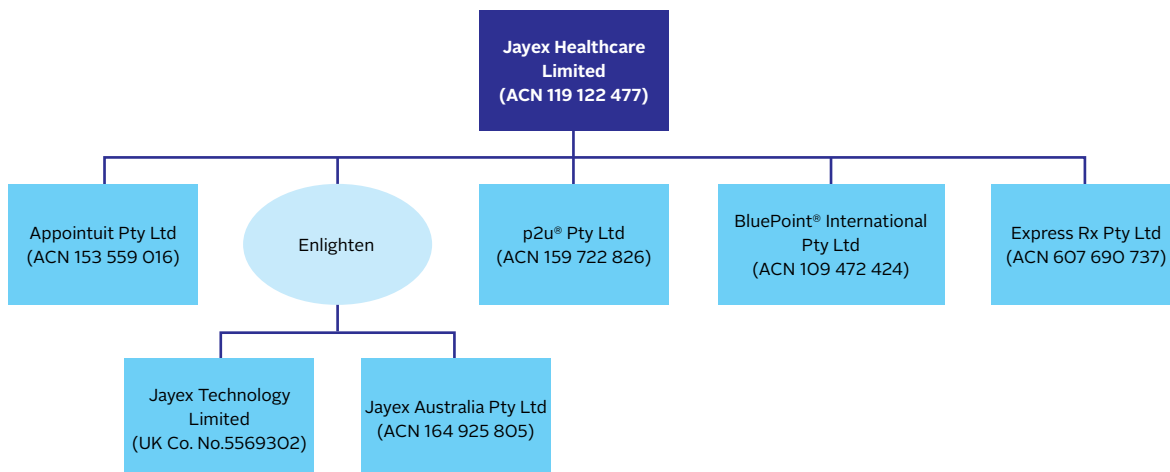 Jayex Healthcare
Limited
(ACN 119 122 477)
Appointuit Pty Ltd
(ACN 153 559 016)
Enlighten
p2u® Pty Ltd
(ACN 159 722 826)
BluePoint® International
Pty Ltd
(ACN 109 472 424)
Express Rx Pty Ltd
(ACN 607 690 737)
Jayex Technology
Limited
(UK Co. No.5569302)
Jayex Australia Pty Ltd
(ACN 164 925 805)